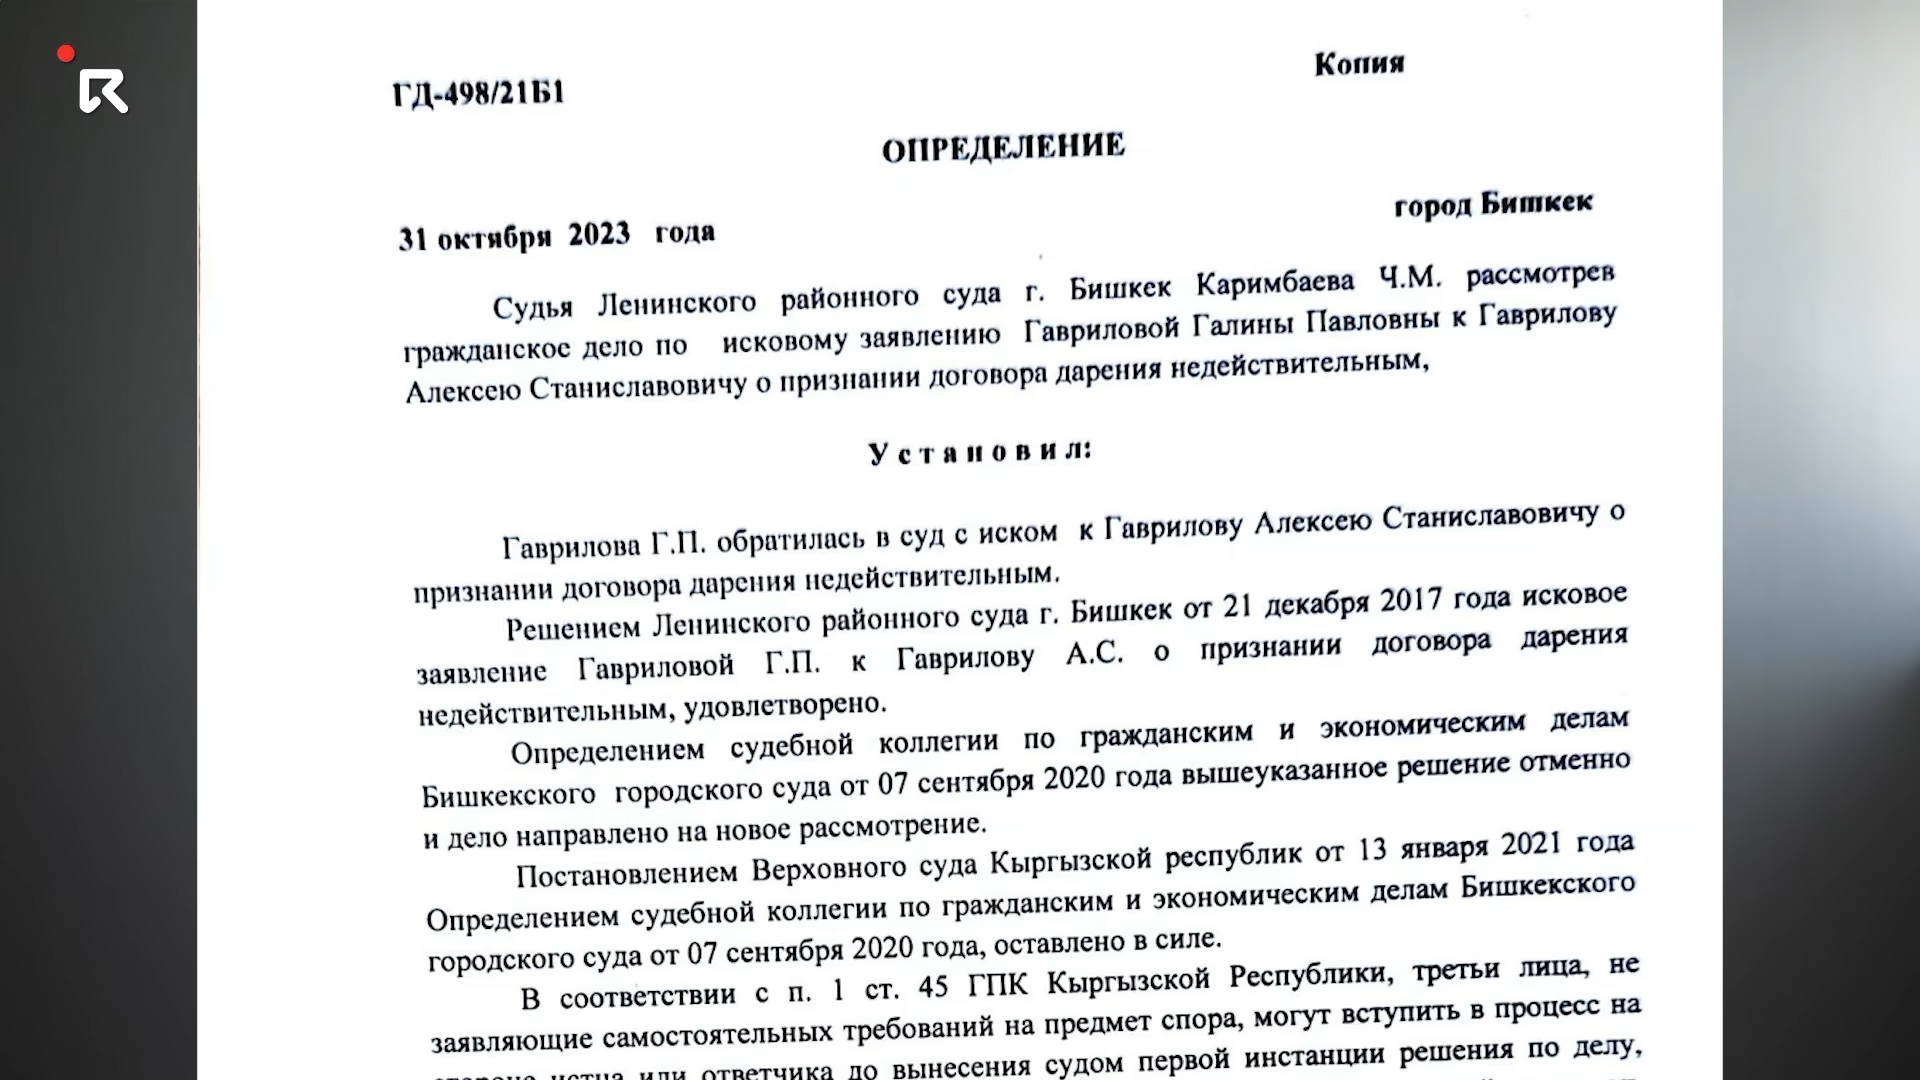 Копия
ГД-498/21Б1
ОПРЕДЕЛЕНИЕ
город Бишкек
31 октября 2023 года
Судья Ленинского районного суда г. Бишкек Каримбаева Ч.М. рассмотрев
гражданское дело по исковому заявлению Гавриловой Галины Павловны к Гаврилову
Алексею Станиславовичу о признании договора дарения недействительным,
У с т а н о в и л:
Гаврилова Г.П. обратилась в суд с иском к Гаврилову Алексею Станиславовичу о
признании договора дарения недействительным.
Решением Ленинского районного суда г. Бишкек от 21 декабря 2017 года исковое
заявление Гавриловой Г.П. к Гаврилову А.С. о признании договора дарения
недействительным, удовлетворено.
Определением судебной коллегии по гражданским и экономическим делам
Бишкекского городского суда от 07 сентября 2020 года вышеуказанное решение отменно
и дело направлено на новое рассмотрение.
Постановлением Верховного суда Кыргызской республик от 13 января 2021 года
Определением судебной коллегии по гражданским и экономическим делам Бишкекского
городского суда от 07 сентября 2020 года, оставлено в силе.
В соответствии с п. 1 ст. 45 ГПК Кыргызской Республики, третьи лица, не
заявляющие самостоятельных требований на предмет спора, могут вступить в процесс на
стороне истца или ответчика до вынесения судом первой инстанции решения по делу,